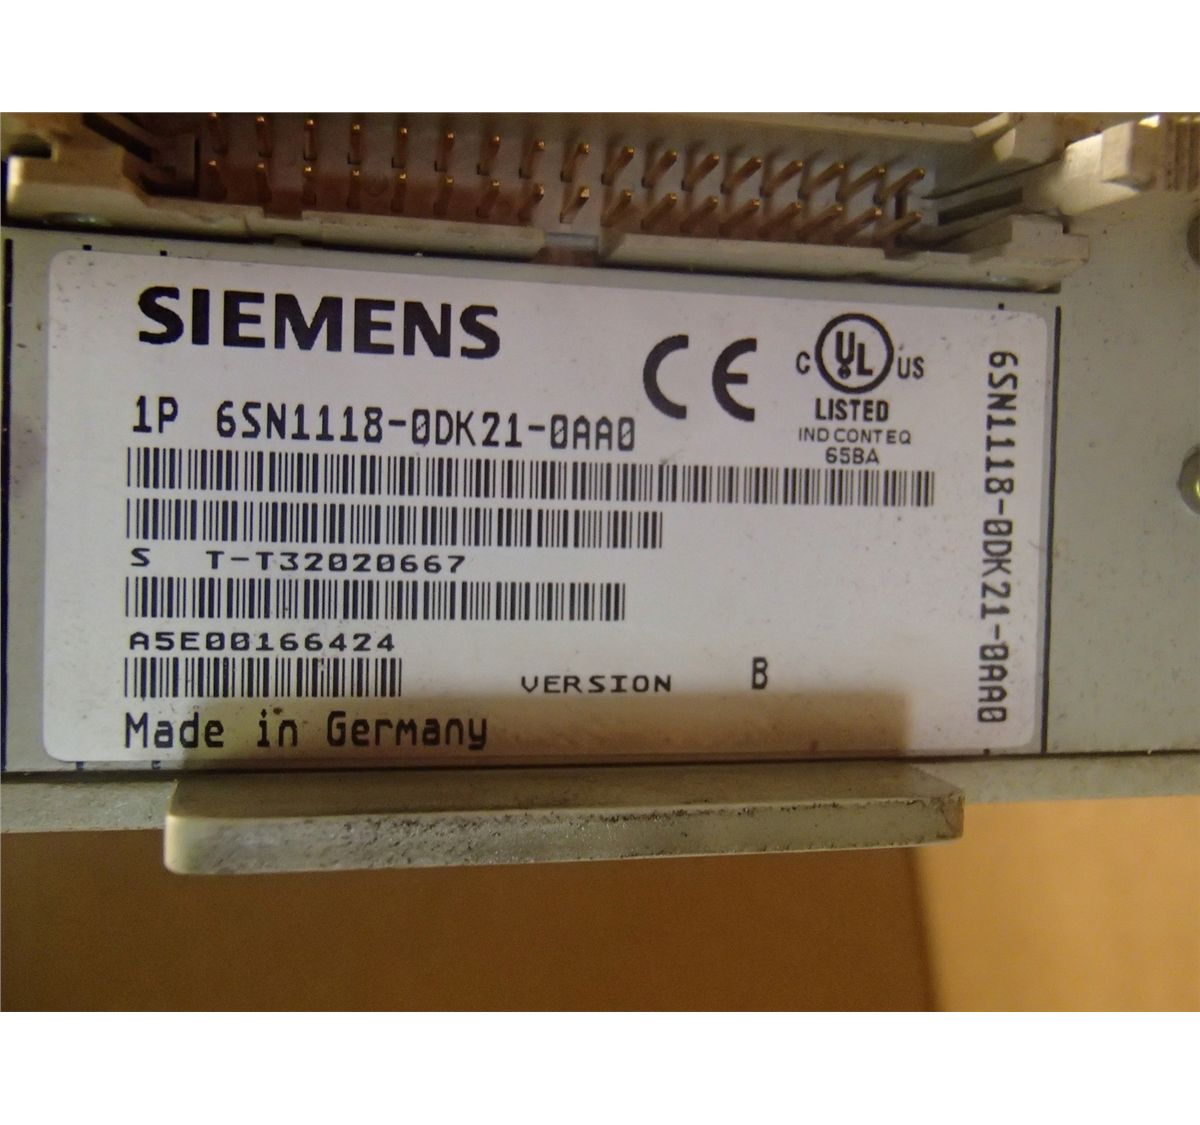 SIEMENS
CE
C UL US
LISTED
IND CONT EQ
65BA
1P 6SN1118-0DK21-0AA0
S T-T32020667
A5E00166424
VERSION B
Made in Germany
6SN1118-0DK21-0AA0